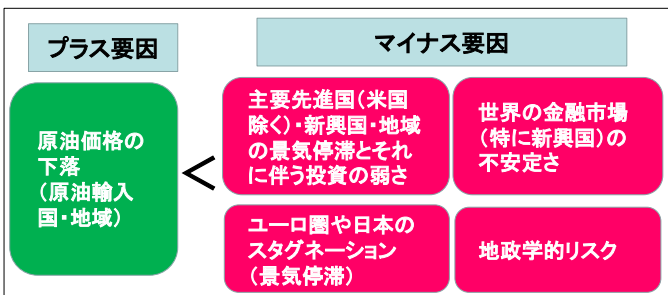 プラス要因
マイナス要因
原油価格の
下落
(原油輸入
国・地域)
<
主要先進国(米国
除く)・新興国・地域
の景気停滞とそれ
に伴う投資の弱さ
世界の金融市場
(特に新興国)の
不安定さ
ユーロ圏や日本の
スタグネーション
(景気停滞)
地政学的リスク